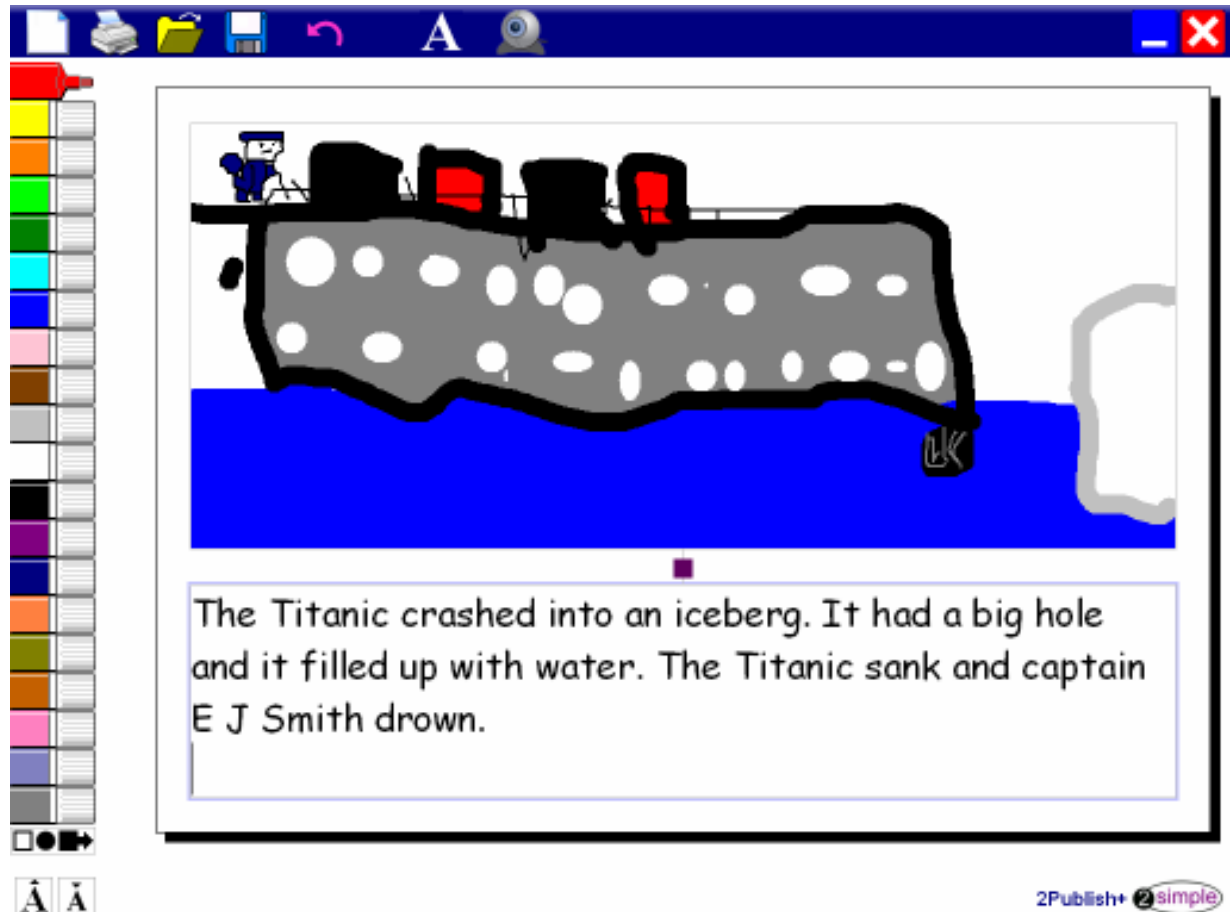 A
UK
The Titanic crashed into an iceberg. It had a big hole
and it filled up with water. The Titanic sank and captain
E J Smith drown.
A A
2Publish+ 2simple